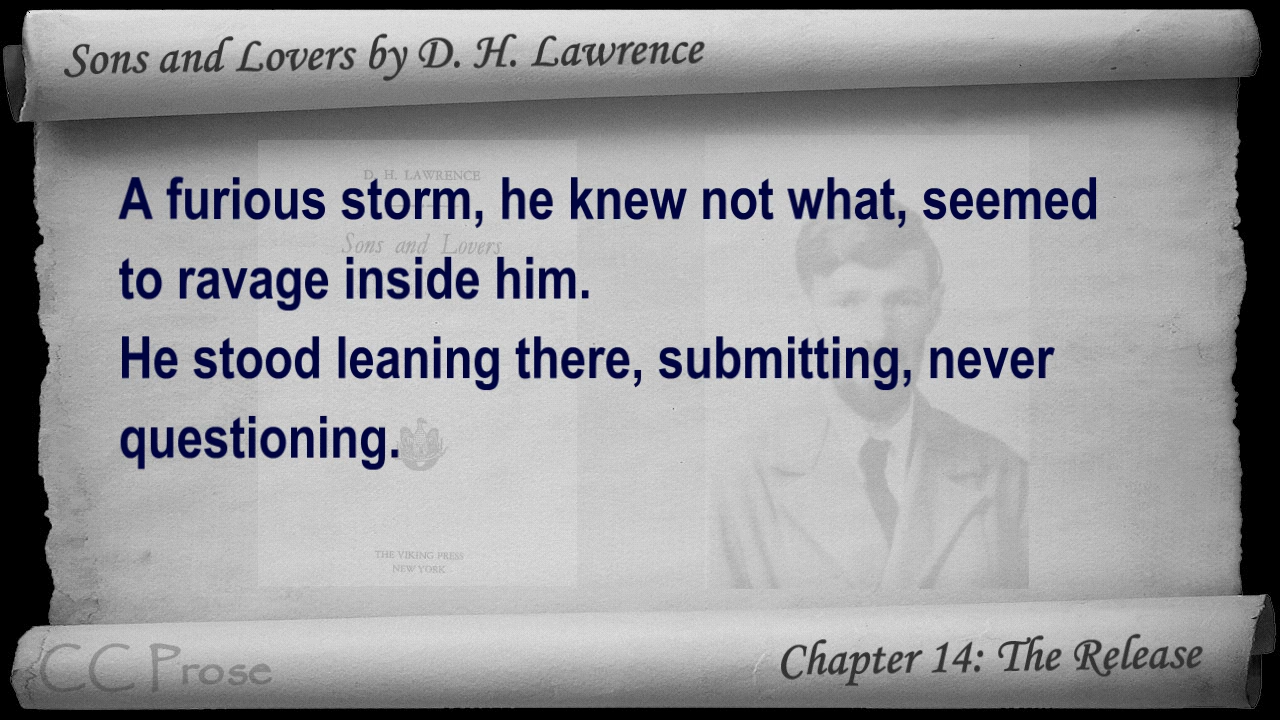 Sons and Lovers by D. H. Lawrence
D. H. LAWRENCE
A furious storm, he knew not what, seemed
Sons and Lovers
to ravage inside him.
He stood leaning there, submitting, never
questioning.
THE VIKING PRESS
NEW YORK
CC Prose
Chapter 14: The Release